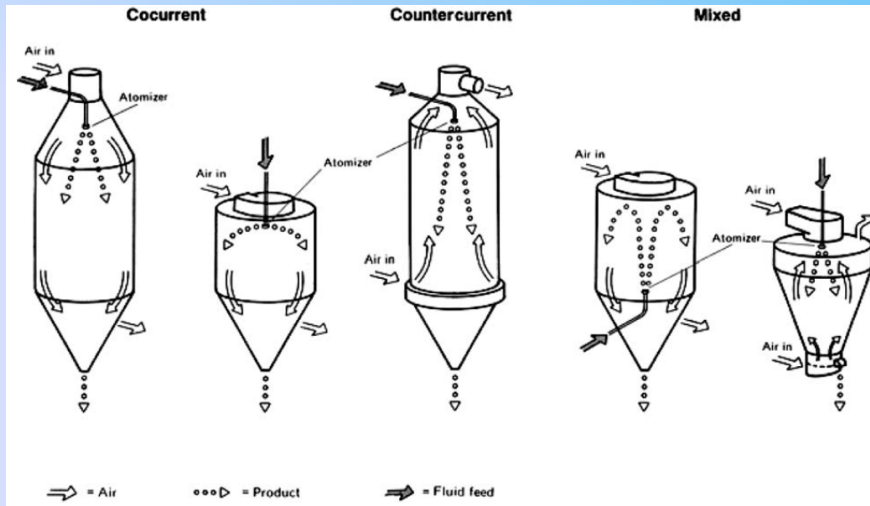 Cocurrent
Countercurrent
Mixed
Air in
Atomizer
Air in
Atomizer
Air in
Air in
Air in
Atomizer
Air in
= Air
= Product
= Fluid feed